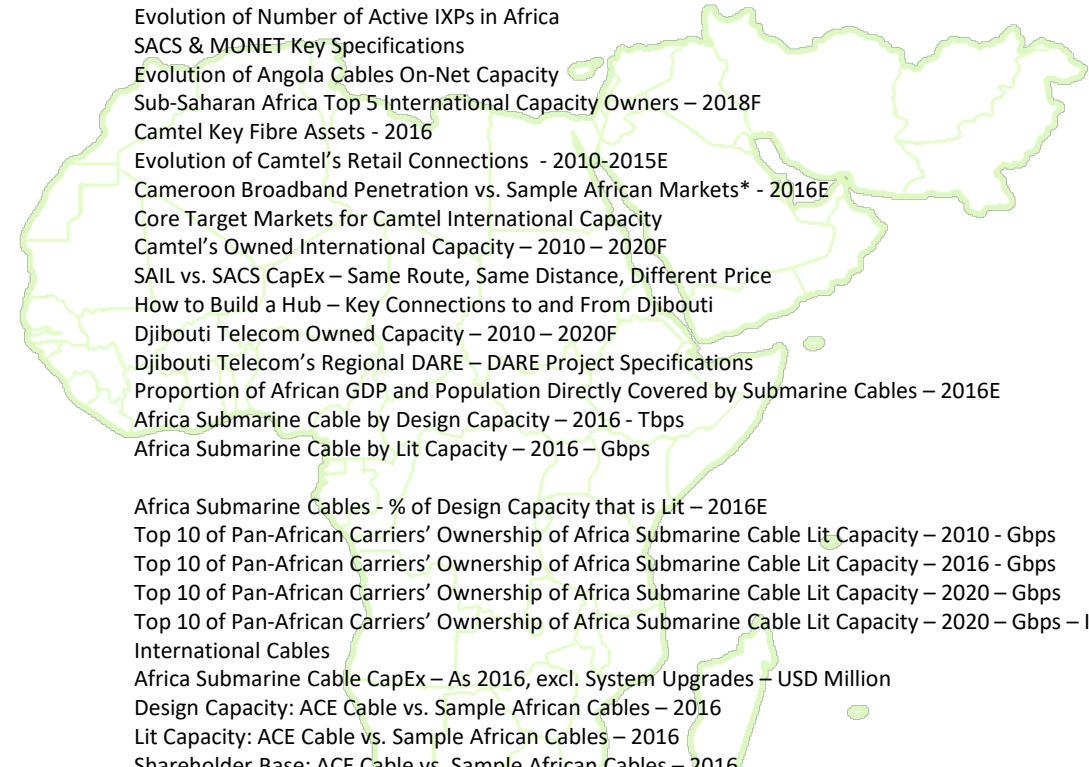 Evolution of Number of Active IXPs in Africa
SACS & MONET Key Specifications
Evolution of Angola Cables On-Net Capacity
Sub-Saharan Africa Top 5 International Capacity Owners – 2018F
Camtel Key Fibre Assets - 2016
Evolution of Camtel’s Retail Connections  - 2010-2015E
Cameroon Broadband Penetration vs. Sample African Markets* - 2016E
Core Target Markets for Camtel International Capacity
Camtel’s Owned International Capacity – 2010 – 2020F
SAIL vs. SACS CapEx – Same Route, Same Distance, Different Price
How to Build a Hub – Key Connections to and From Djibouti
Djibouti Telecom Owned Capacity – 2010 – 2020F
Djibouti Telecom’s Regional DARE – DARE Project Specifications
Proportion of African GDP and Population Directly Covered by Submarine Cables – 2016E
Africa Submarine Cable by Design Capacity – 2016 - Tbps
Africa Submarine Cable by Lit Capacity – 2016 – Gbps
Africa Submarine Cables - % of Design Capacity that is Lit – 2016E
Top 10 of Pan-African Carriers’ Ownership of Africa Submarine Cable Lit Capacity – 2010 - Gbps
Top 10 of Pan-African Carriers’ Ownership of Africa Submarine Cable Lit Capacity – 2016 - Gbps
Top 10 of Pan-African Carriers’ Ownership of Africa Submarine Cable Lit Capacity – 2020 – Gbps
Top 10 of Pan-African Carriers’ Ownership of Africa Submarine Cable Lit Capacity – 2020 – Gbps –
International Cables
Africa Submarine Cable CapEx – As 2016, excl. System Upgrades – USD Million
Design Capacity: ACE Cable vs. Sample African Cables – 2016
Lit Capacity: ACE Cable vs. Sample African Cables – 2016
Shareholder Base: ACE Cable vs. Sample African Cables – 2016